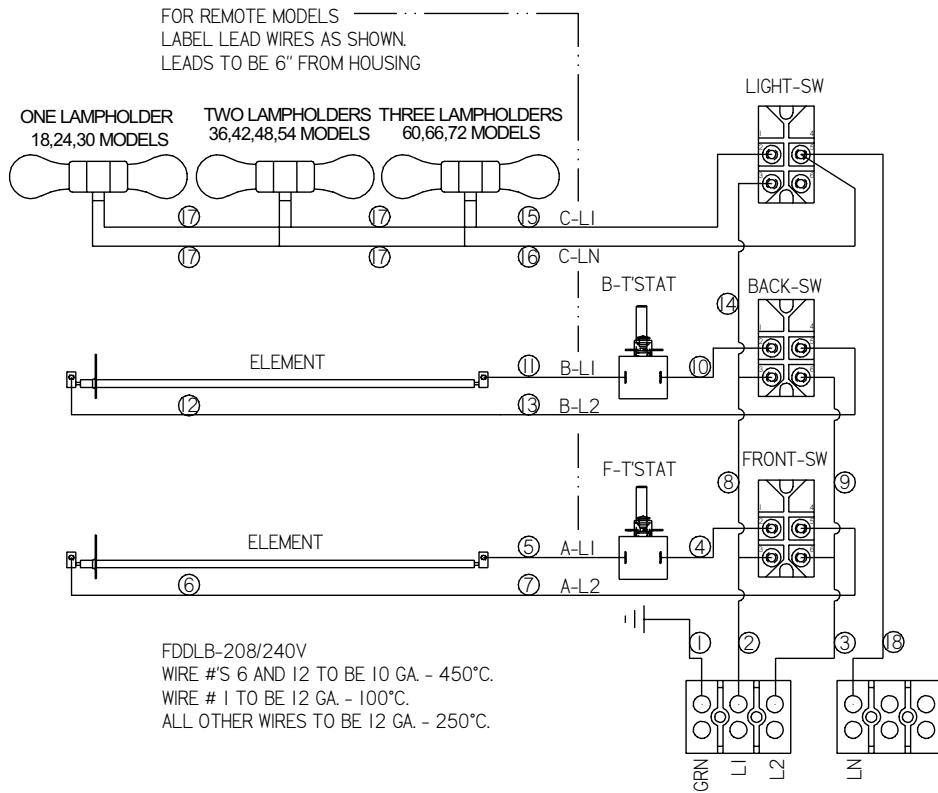 FOR REMOTE MODELS
LABEL LEAD WIRES AS SHOWN.
LEADS TO BE 6" FROM HOUSING
LIGHT-SW
ONE LAMPHOLDER
18,24,30 MODELS
TWO LAMPHOLDERS
36,42,48,54 MODELS
THREE LAMPHOLDERS
60,66,72 MODELS
17
17
15
C-L1
17
17
16
C-LN
B-T'STAT
14
BACK-SW
ELEMENT
11
B-L1
10
12
13
B-L2
F-T'STAT
FRONT-SW
8
9
ELEMENT
5
A-L1
4
6
7
A-L2
1
2
3
18
FDDLB-208/240V
WIRE #'S 6 AND 12 TO BE 10 GA. - 450°C.
WIRE # 1 TO BE 12 GA. - 100°C.
ALL OTHER WIRES TO BE 12 GA. - 250°C.
GRN
L1
L2
LN